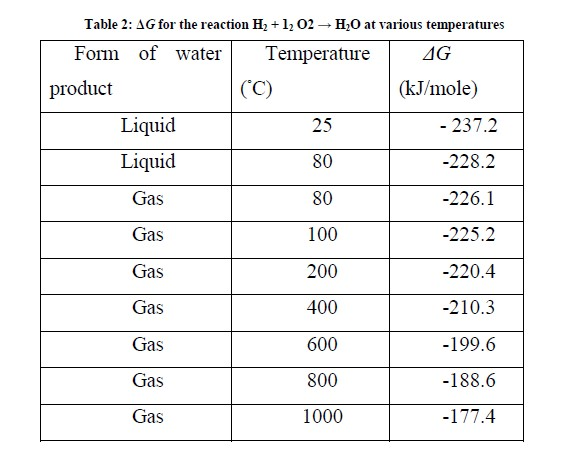 Table 2: ΔG for the reaction H₂ + 1₂ O2 → H₂O at various temperatures
Form of water product Temperature (°C) ΔG (kJ/mole)
Liquid 25 - 237.2
Liquid 80 -228.2
Gas 80 -226.1
Gas 100 -225.2
Gas 200 -220.4
Gas 400 -210.3
Gas 600 -199.6
Gas 800 -188.6
Gas 1000 -177.4